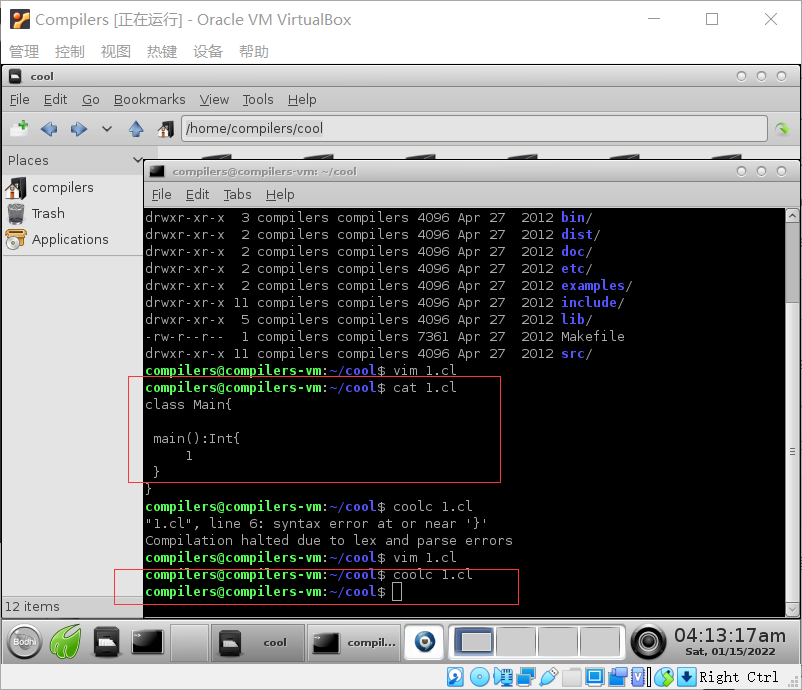 Compilers [正在运行] - Oracle VM VirtualBox
管理 控制 视图 热键 设备 帮助
cool
File Edit Go Bookmarks View Tools Help
/home/compilers/cool
Places
compilers
Trash
Applications
12 items
compilers@compilers-vm: ~/cool
File Edit Tabs Help
drwxr-xr-x  3 compilers compilers 4096 Apr 27  2012 bin/
drwxr-xr-x  2 compilers compilers 4096 Apr 27  2012 dist/
drwxr-xr-x  2 compilers compilers 4096 Apr 27  2012 doc/
drwxr-xr-x  2 compilers compilers 4096 Apr 27  2012 etc/
drwxr-xr-x  2 compilers compilers 4096 Apr 27  2012 examples/
drwxr-xr-x 11 compilers compilers 4096 Apr 27  2012 include/
drwxr-xr-x  5 compilers compilers 4096 Apr 27  2012 lib/
-rw-r--r--  1 compilers compilers 7361 Apr 27  2012 Makefile
drwxr-xr-x 11 compilers compilers 4096 Apr 27  2012 src/
compilers@compilers-vm:~/cool$ vim 1.cl
compilers@compilers-vm:~/cool$ cat 1.cl
class Main{
main():Int{
1
}
}
compilers@compilers-vm:~/cool$ coolc 1.cl
"1.cl", line 6: syntax error at or near '}'
Compilation halted due to lex and parse errors
compilers@compilers-vm:~/cool$ vim 1.cl
compilers@compilers-vm:~/cool$ coolc 1.cl
compilers@compilers-vm:~/cool$
Bodhi
cool
compil...
04:13:17am
Sat, 01/15/2022
Right Ctrl